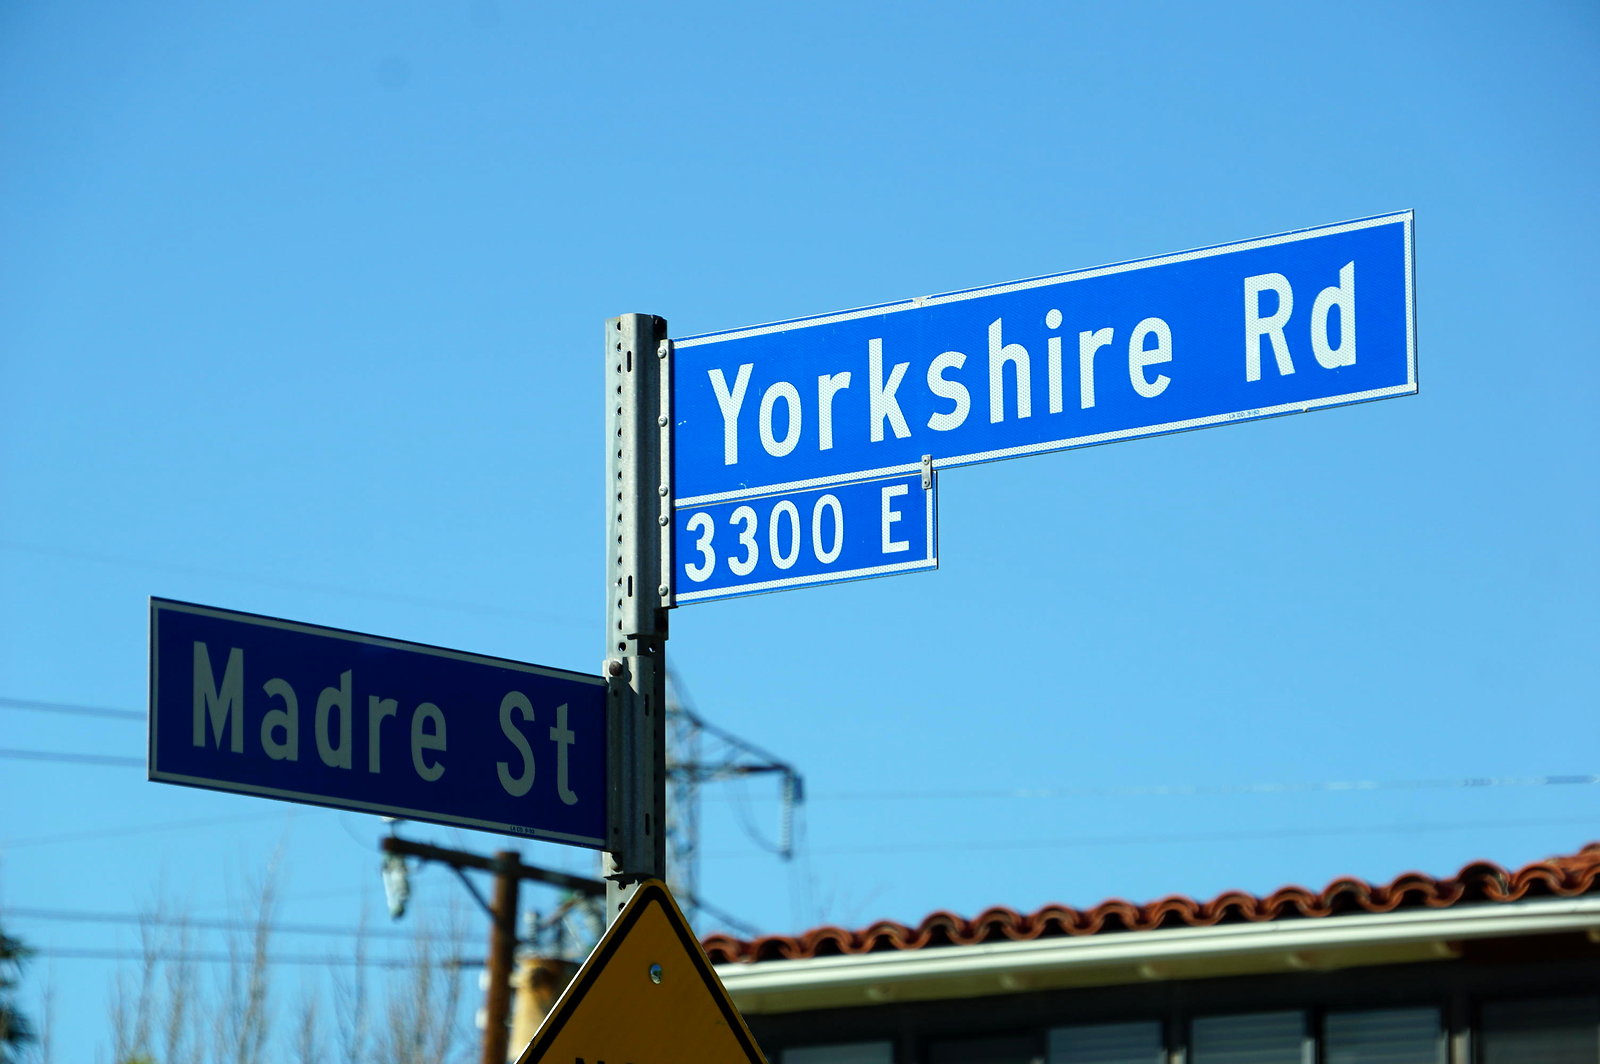 Yorkshire Rd
3300 E
Madre St